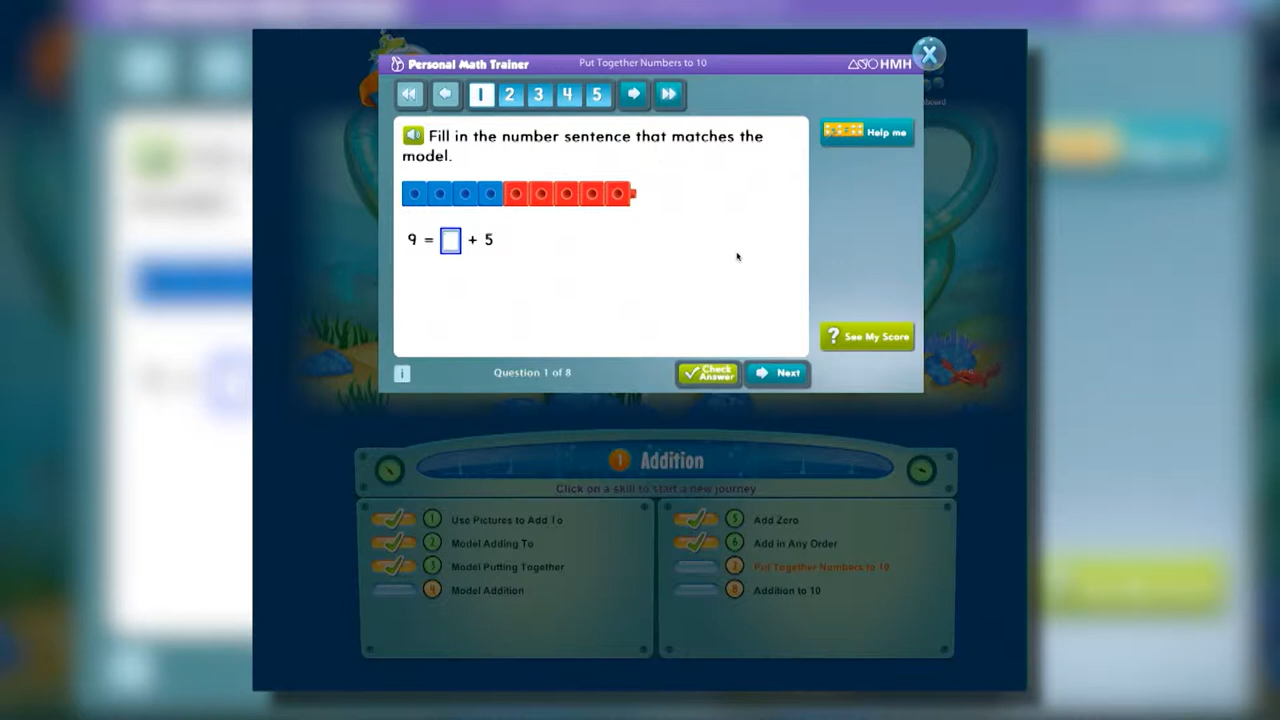 Personal Math Trainer
Put Together Numbers to 10
HMH
X
1 2 3 4 5
Fill in the number sentence that matches the
model.
9 = + 5
Help me
? See My Score
i
Question 1 of 8
Check
Answer
Next
1 Addition
Click on a skill to start a new journey
1 Use Pictures to Add To
2 Model Adding To
3 Model Putting Together
4 Model Addition
5 Add Zero
6 Add in Any Order
7 Put Together Numbers to 10
8 Addition to 10